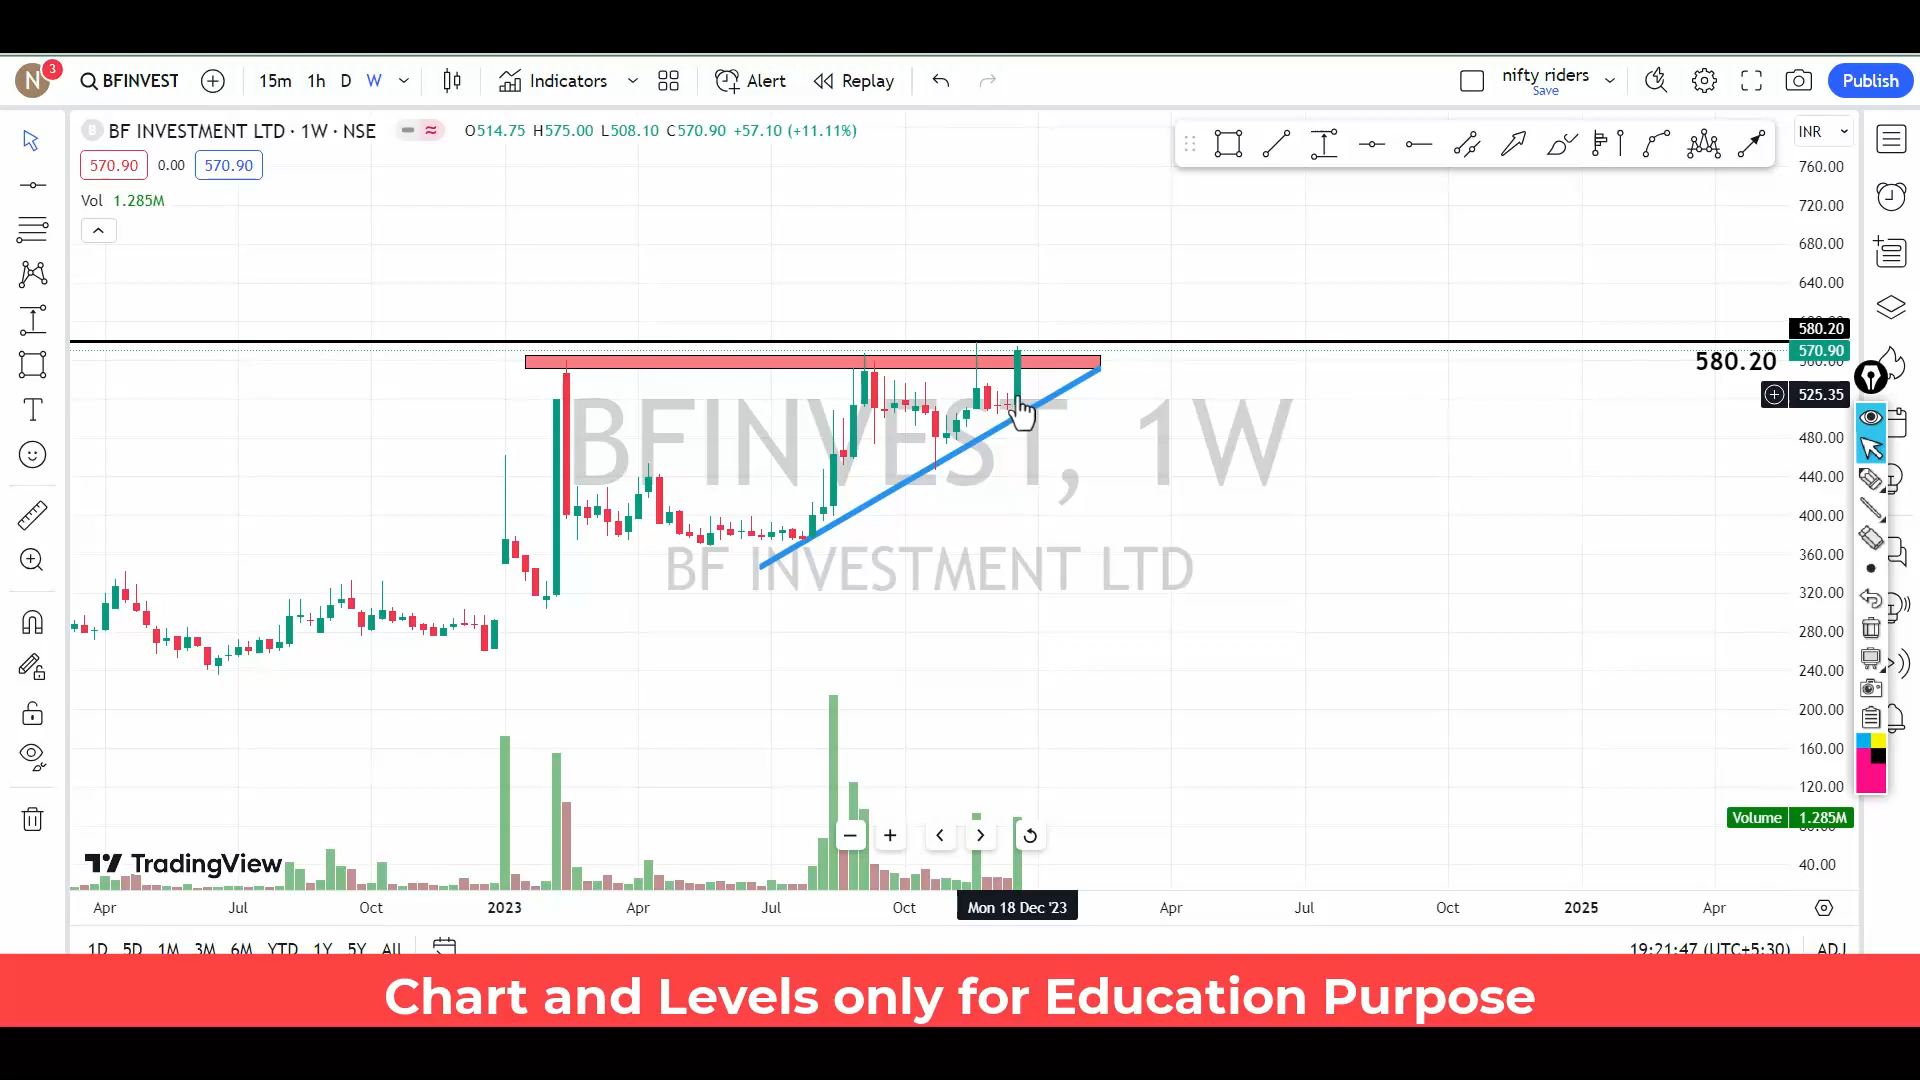 N 3 BFINVEST 15m 1h D W Indicators Alert Replay nifty riders Save Publish
BF INVESTMENT LTD · 1W · NSE O514.75 H575.00 L508.10 C570.90 +57.10 (+11.11%) INR
570.90 0.00 570.90
Vol 1.285M
760.00
720.00
680.00
640.00
580.20
570.90
580.20
525.35
480.00
440.00
400.00
360.00
320.00
280.00
240.00
200.00
160.00
120.00
Volume 1.285M
40.00
BFINVEST, 1W
BF INVESTMENT LTD
TradingView
Apr Jul Oct 2023 Apr Jul Oct Mon 18 Dec '23 Apr Jul Oct 2025 Apr
1D 5D 1M 3M 6M YTD 1Y 5Y All 19:21:47 (UTC+5:30) ADJ
Chart and Levels only for Education Purpose